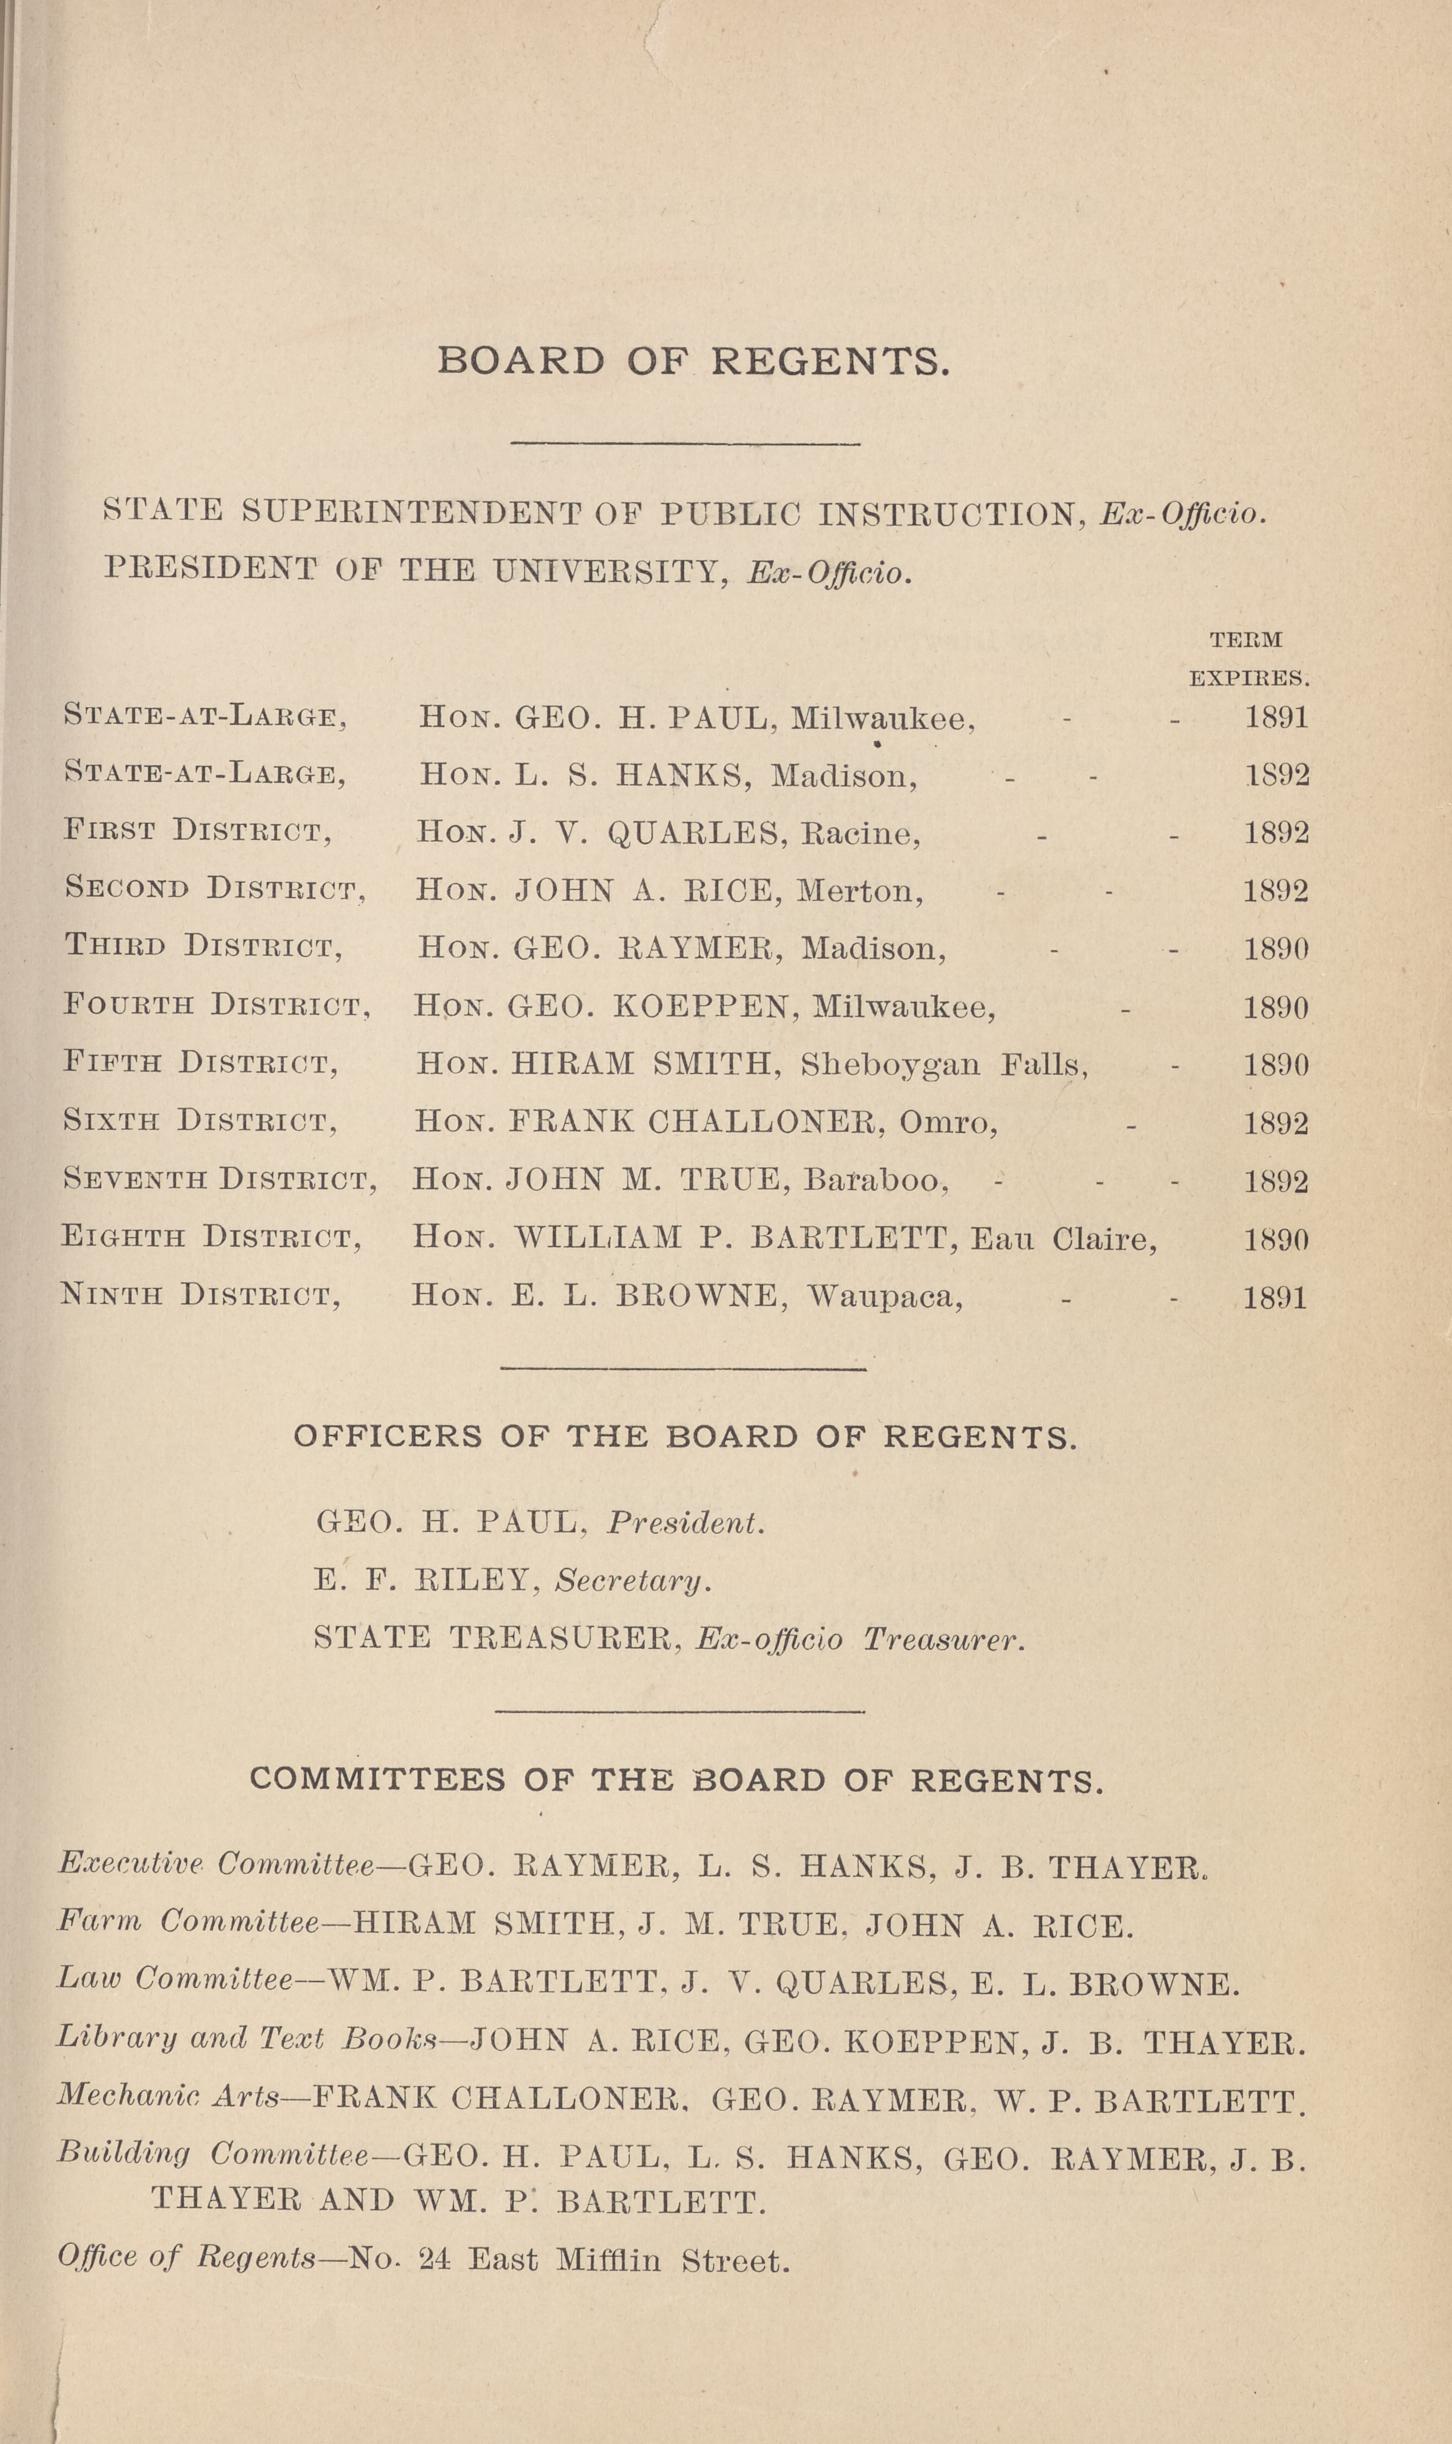 BOARD OF REGENTS.
STATE SUPERINTENDENT OF PUBLIC INSTRUCTION, Ex-Officio.
PRESIDENT OF THE UNIVERSITY, Ex-Officio.
TERM
EXPIRES.
STATE-AT-LARGE, HON. GEO. H. PAUL, Milwaukee, - - 1891
STATE-AT-LARGE, HON. L. S. HANKS, Madison, - - 1892
FIRST DISTRICT, HON. J. V. QUARLES, Racine, - - 1892
SECOND DISTRICT, HON. JOHN A. RICE, Merton, - - 1892
THIRD DISTRICT, HON. GEO. RAYMER, Madison, - - 1890
FOURTH DISTRICT, HON. GEO. KOEPPEN, Milwaukee, - 1890
FIFTH DISTRICT, HON. HIRAM SMITH, Sheboygan Falls, - 1890
SIXTH DISTRICT, HON. FRANK CHALLONER, Omro, - 1892
SEVENTH DISTRICT, HON. JOHN M. TRUE, Baraboo, - - - 1892
EIGHTH DISTRICT, HON. WILLIAM P. BARTLETT, Eau Claire, 1890
NINTH DISTRICT, HON. E. L. BROWNE, Waupaca, - - 1891
OFFICERS OF THE BOARD OF REGENTS.
GEO. H. PAUL, President.
E. F. RILEY, Secretary.
STATE TREASURER, Ex-officio Treasurer.
COMMITTEES OF THE BOARD OF REGENTS.
Executive Committee—GEO. RAYMER, L. S. HANKS, J. B. THAYER.
Farm Committee—HIRAM SMITH, J. M. TRUE, JOHN A. RICE.
Law Committee—WM. P. BARTLETT, J. V. QUARLES, E. L. BROWNE.
Library and Text Books—JOHN A. RICE, GEO. KOEPPEN, J. B. THAYER.
Mechanic Arts—FRANK CHALLONER, GEO. RAYMER, W. P. BARTLETT.
Building Committee—GEO. H. PAUL, L. S. HANKS, GEO. RAYMER, J. B.
THAYER AND WM. P. BARTLETT.
Office of Regents—No. 24 East Mifflin Street.